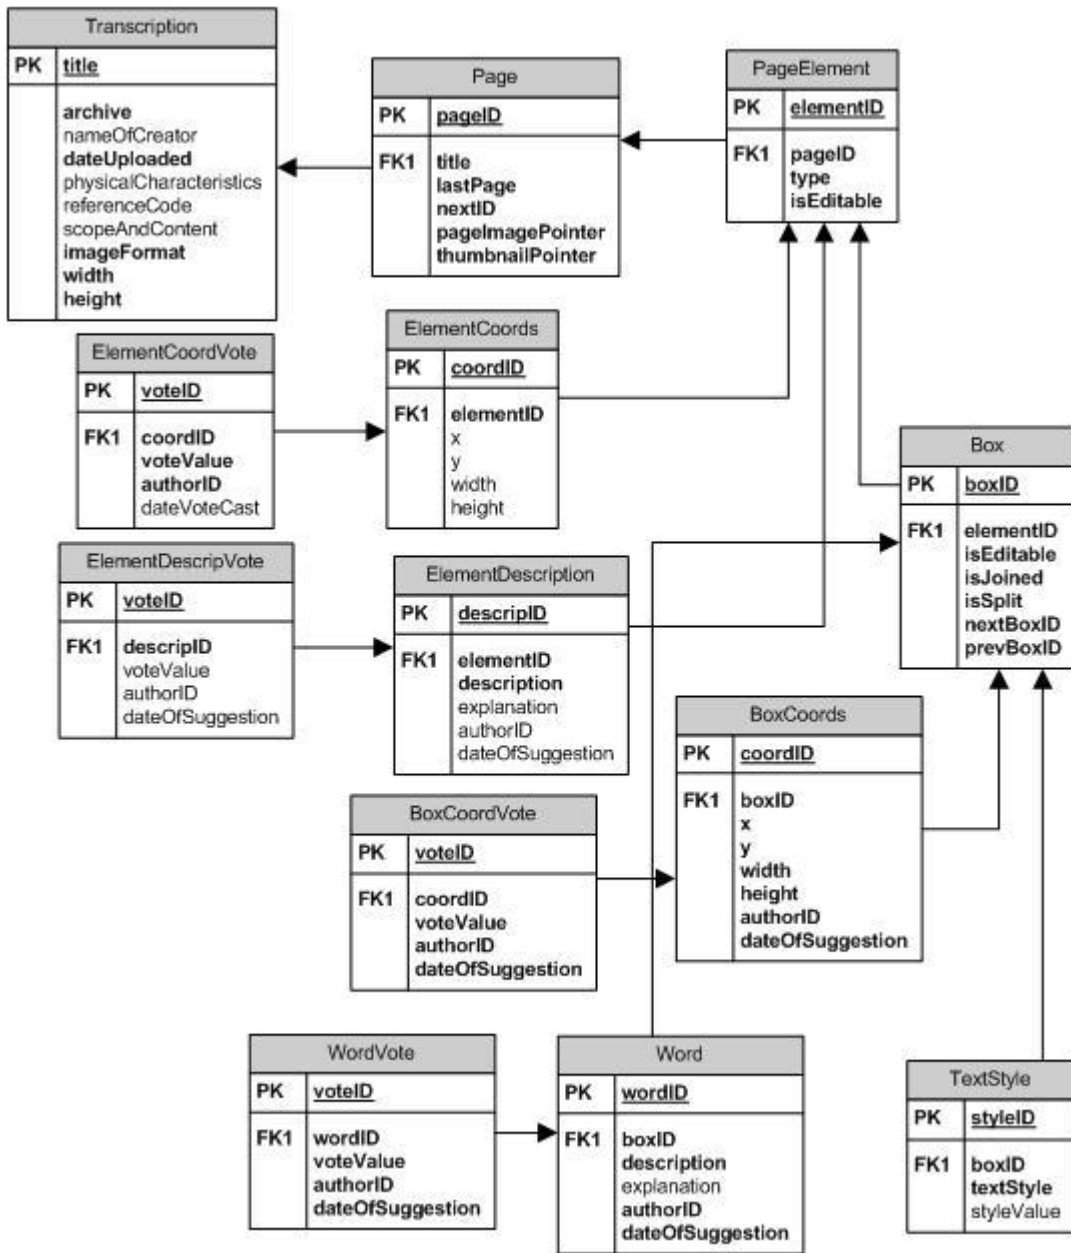 Transcription
PK title
archive
nameOfCreator
dateUploaded
physicalCharacteristics
referenceCode
scopeAndContent
imageFormat
width
height
Page
PK pageID
FK1 title
lastPage
nextID
pageImagePointer
thumbnailPointer
PageElement
PK elementID
FK1 pageID
type
isEditable
ElementCoordVote
PK voteID
FK1 coordID
voteValue
authorID
dateVoteCast
ElementCoords
PK coordID
FK1 elementID
x
y
width
height
Box
PK boxID
FK1 elementID
isEditable
isJoined
isSplit
nextBoxID
prevBoxID
ElementDescripVote
PK voteID
FK1 descripID
voteValue
authorID
dateOfSuggestion
ElementDescription
PK descripID
FK1 elementID
description
explanation
authorID
dateOfSuggestion
BoxCoords
PK coordID
FK1 boxID
x
y
width
height
authorID
dateOfSuggestion
BoxCoordVote
PK voteID
FK1 coordID
voteValue
authorID
dateOfSuggestion
WordVote
PK voteID
FK1 wordID
voteValue
authorID
dateOfSuggestion
Word
PK wordID
FK1 boxID
description
explanation
authorID
dateOfSuggestion
TextStyle
PK styleID
FK1 boxID
textStyle
styleValue